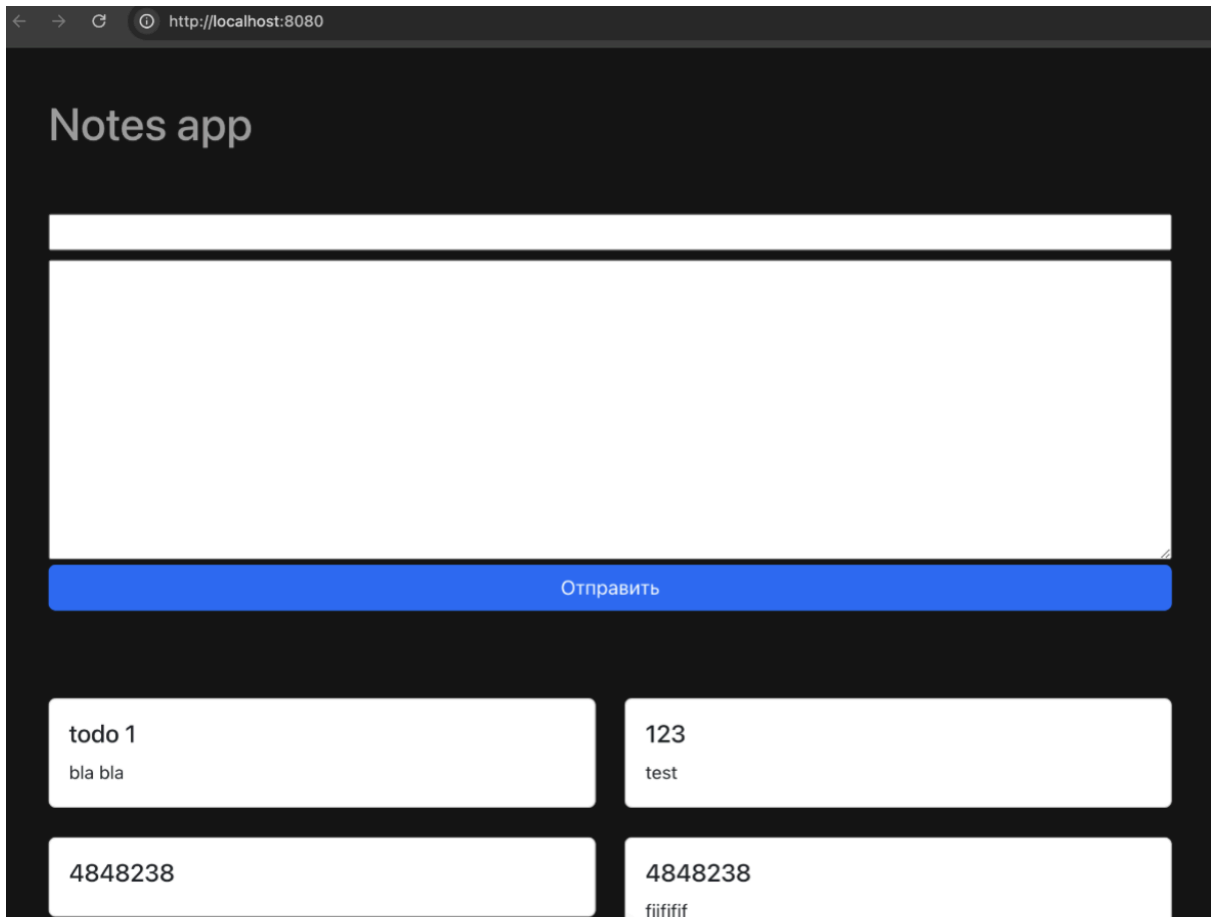 http://localhost:8080
Notes app
Отправить
todo 1
bla bla
123
test
4848238
4848238
fiififif